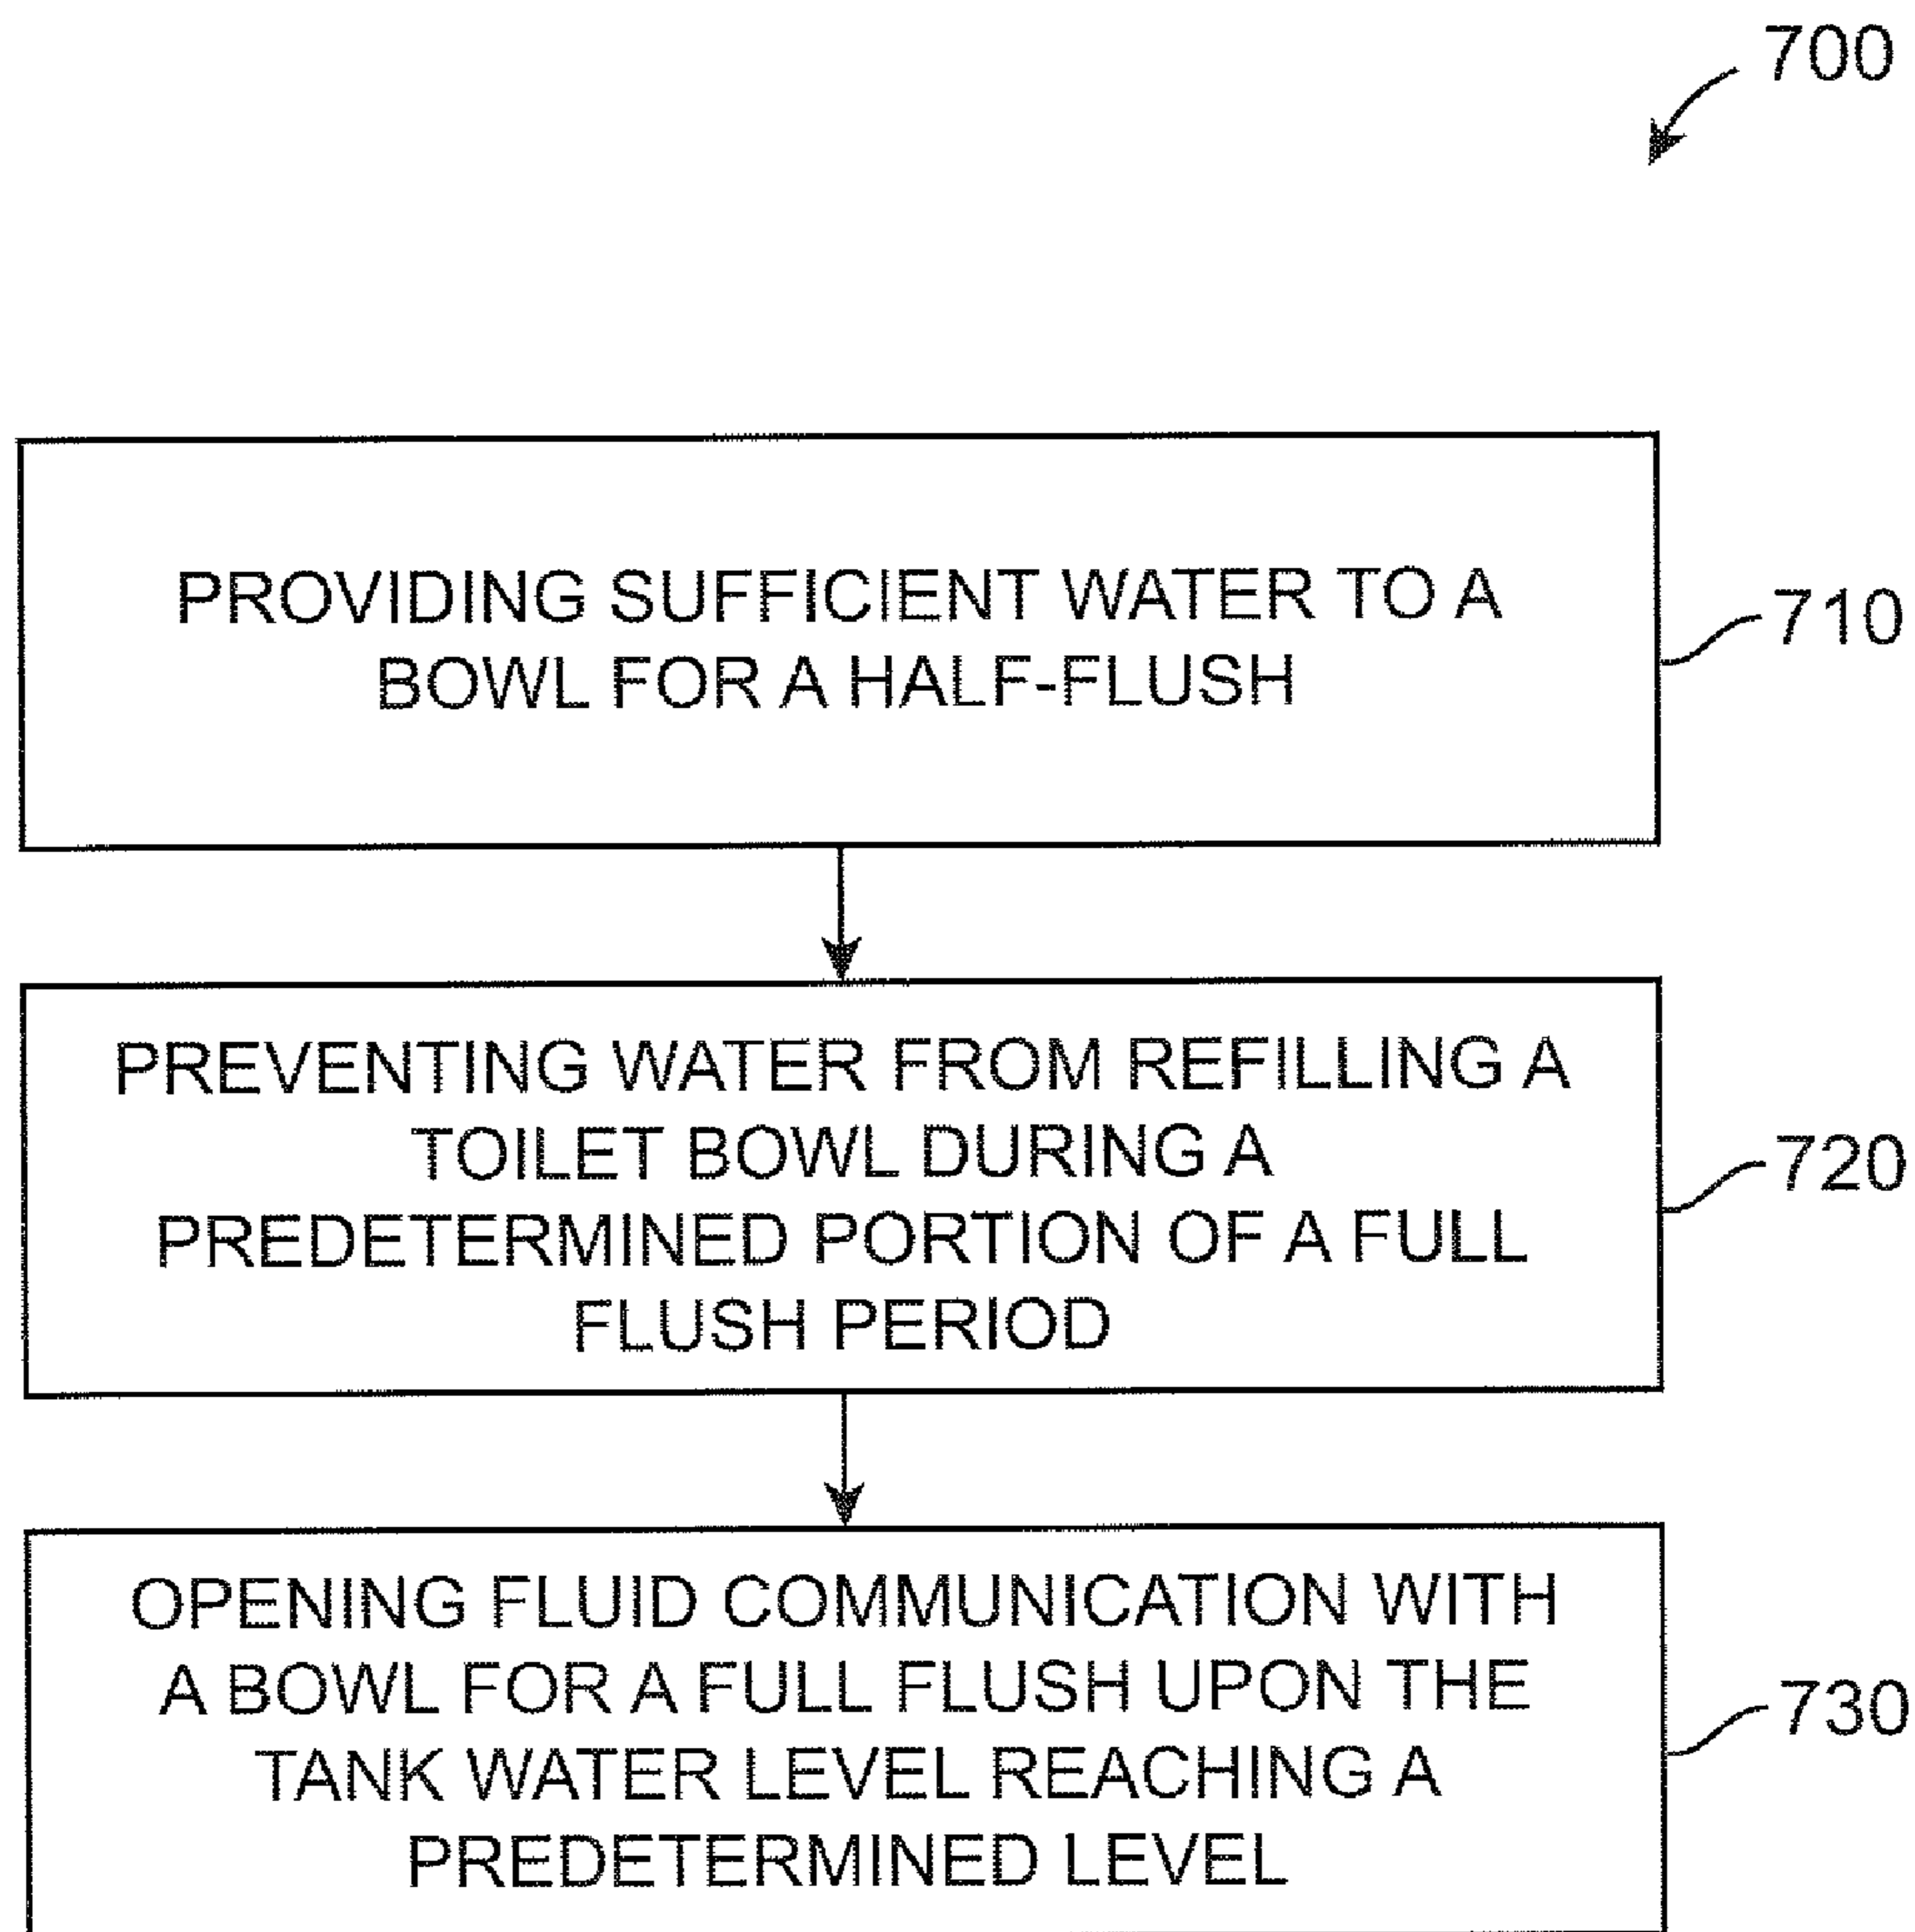 700
PROVIDING SUFFICIENT WATER TO A
BOWL FOR A HALF-FLUSH
710
PREVENTING WATER FROM REFILLING A
TOILET BOWL DURING A
PREDETERMINED PORTION OF A FULL
FLUSH PERIOD
720
OPENING FLUID COMMUNICATION WITH
A BOWL FOR A FULL FLUSH UPON THE
TANK WATER LEVEL REACHING A
PREDETERMINED LEVEL
730